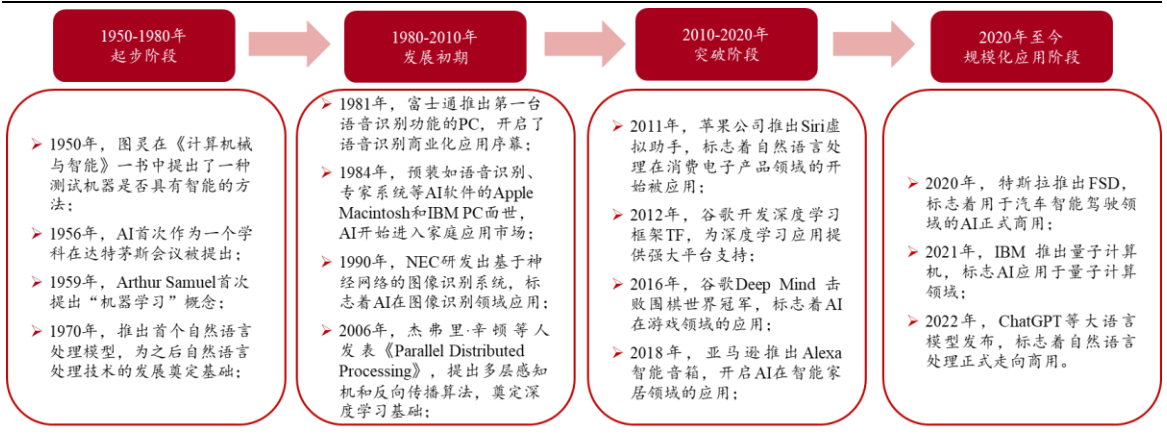 1950-1980年
起步阶段
1950年，图灵在《计算机械
与智能》一书中提出了一种
测试机器是否具有智能的方
法；
1956年，AI首次作为一个学
科在达特茅斯会议被提出；
1959年，Arthur Samuel首次
提出“机器学习”概念；
1970年，推出首个自然语言
处理模型，为之后自然语言
处理技术的发展奠定基础；
1980-2010年
发展初期
1981年，富士通推出第一台
语音识别功能的PC，开启了
语音识别商业化应用序幕；
1984年，预装如语音识别、
专家系统等AI软件的Apple
Macintosh和IBM PC面世，
AI开始进入家庭应用市场；
1990年，NEC研发出基于神
经网络的图像识别系统，标
志着AI在图像识别领域应用；
2006年，杰弗里·辛顿等人
发表《Parallel Distributed
Processing》，提出多层感知
机和反向传播算法，奠定深
度学习基础；
2010-2020年
突破阶段
2011年，苹果公司推出Siri虚
拟助手，标志着自然语言处
理在消费电子产品领域的开
始被应用；
2012年，谷歌开发深度学习
框架TF，为深度学习应用提
供强大平台支持；
2016年，谷歌Deep Mind 击
败围棋世界冠军，标志着AI
在游戏领域的应用；
2018年，亚马逊推出Alexa
智能音箱，开启AI在智能家
居领域的应用；
2020年至今
规模化应用阶段
2020年，特斯拉推出FSD，
标志着用于汽车智能驾驶领
域的AI正式商用；
2021年，IBM 推出量子计算
机，标志AI应用于量子计算
领域；
2022年，ChatGPT等大语言
模型发布，标志着自然语言
处理正式走向商用。